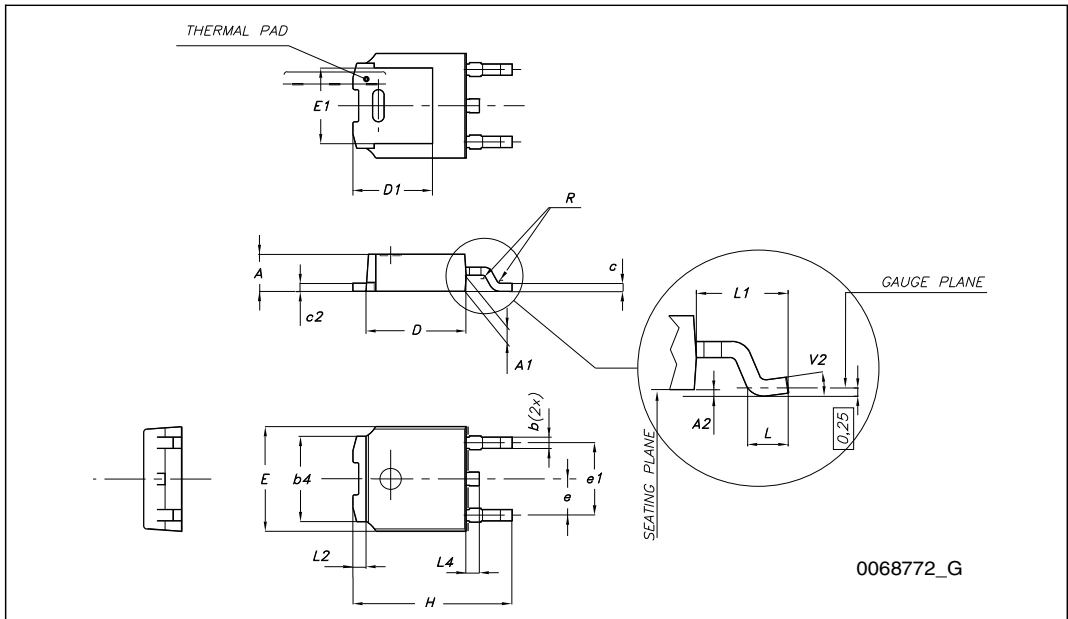 THERMAL PAD
E1
D1
R
A
c
c2
D
A1
L1
GAUGE PLANE
V2
A2
L
0,25
SEATING PLANE
b(2x)
E
b4
e
e1
L2
L4
H
0068772_G